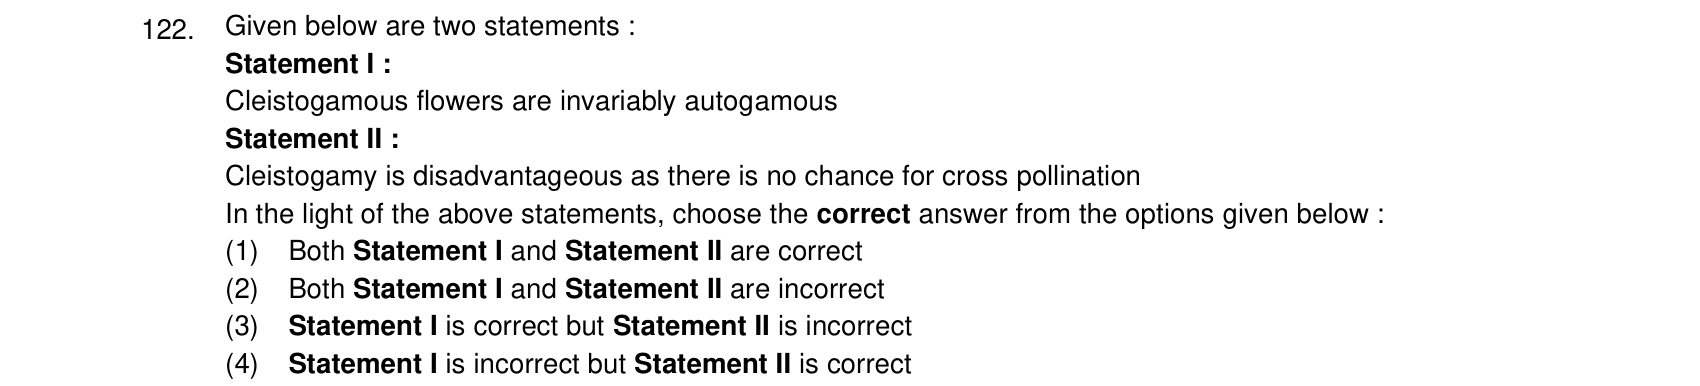 122. Given below are two statements :
Statement I :
Cleistogamous flowers are invariably autogamous
Statement II :
Cleistogamy is disadvantageous as there is no chance for cross pollination
In the light of the above statements, choose the correct answer from the options given below :
(1) Both Statement I and Statement II are correct
(2) Both Statement I and Statement II are incorrect
(3) Statement I is correct but Statement II is incorrect
(4) Statement I is incorrect but Statement II is correct